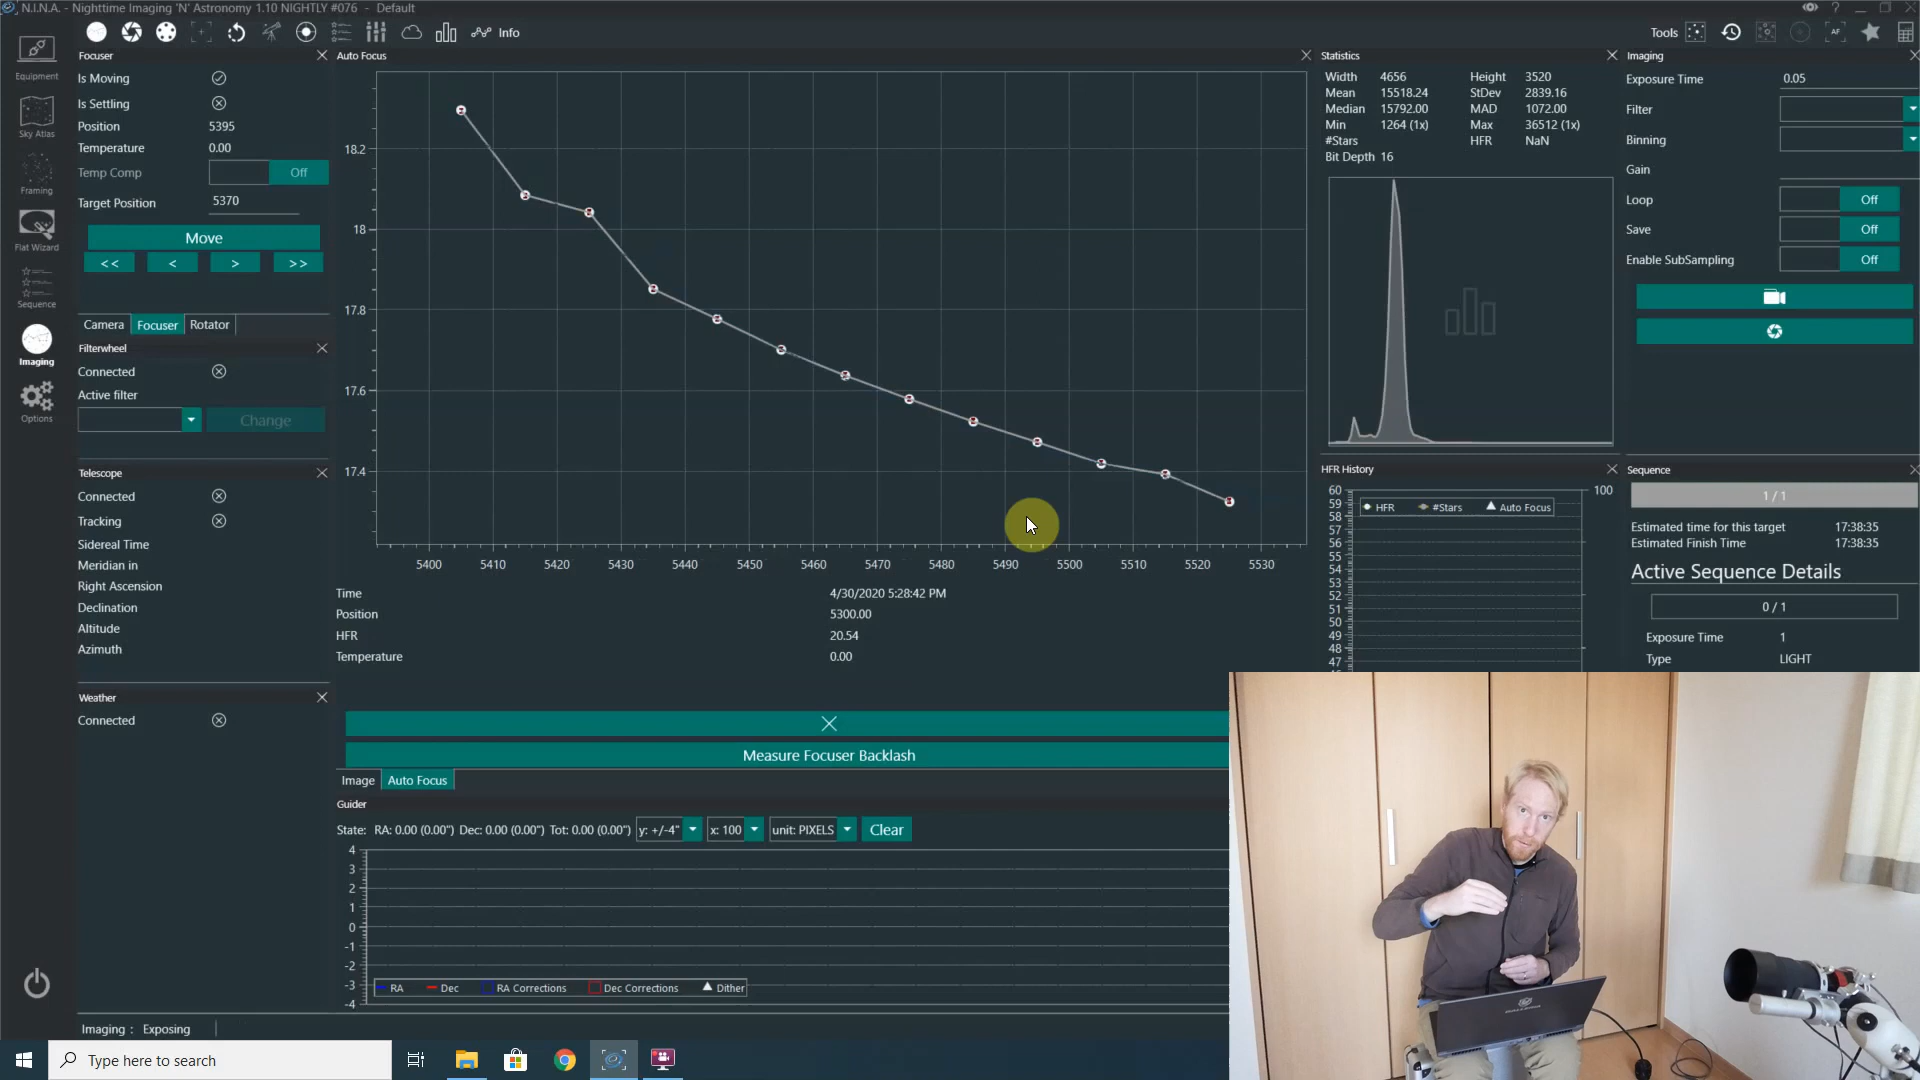 N.I.N.A. - Nighttime Imaging 'N' Astronomy 1.10 NIGHTLY #076 - Default
Info
Tools
Focuser
Is Moving
Is Settling
Position 5395
Temperature 0.00
Temp Comp Off
Target Position 5370
Move
<< < > >>
Camera Focuser Rotator
Filterwheel
Connected
Active filter
Change
Telescope
Connected
Tracking
Sidereal Time
Meridian in
Right Ascension
Declination
Altitude
Azimuth
Weather
Connected
Equipment
Sky Atlas
Framing
Flat Wizard
Sequence
Imaging
Options
Auto Focus
18.2
18
17.8
17.6
17.4
5400 5410 5420 5430 5440 5450 5460 5470 5480 5490 5500 5510 5520 5530
Time 4/30/2020 5:28:42 PM
Position 5300.00
HFR 20.54
Temperature 0.00
Measure Focuser Backlash
Image Auto Focus
Guider
State: RA: 0.00 (0.00") Dec: 0.00 (0.00") Tot: 0.00 (0.00") y: +/-4" x: 100 unit: PIXELS Clear
4
3
2
1
0
-1
-2
-3
-4
RA Dec RA Corrections Dec Corrections Dither
Statistics
Width 4656 Height 3520
Mean 15518.24 StDev 2839.16
Median 15792.00 MAD 1072.00
Min 1264 (1x) Max 36512 (1x)
#Stars HFR NaN
Bit Depth 16
HFR History
60
59
58
57
56
55
54
53
52
51
50
49
48
47
100
HFR #Stars Auto Focus
Imaging
Exposure Time 0.05
Filter
Binning
Gain
Loop Off
Save Off
Enable SubSampling Off
Sequence
1 / 1
Estimated time for this target 17:38:35
Estimated Finish Time 17:38:35
Active Sequence Details
0 / 1
Exposure Time 1
Type LIGHT
Imaging : Exposing
Type here to search